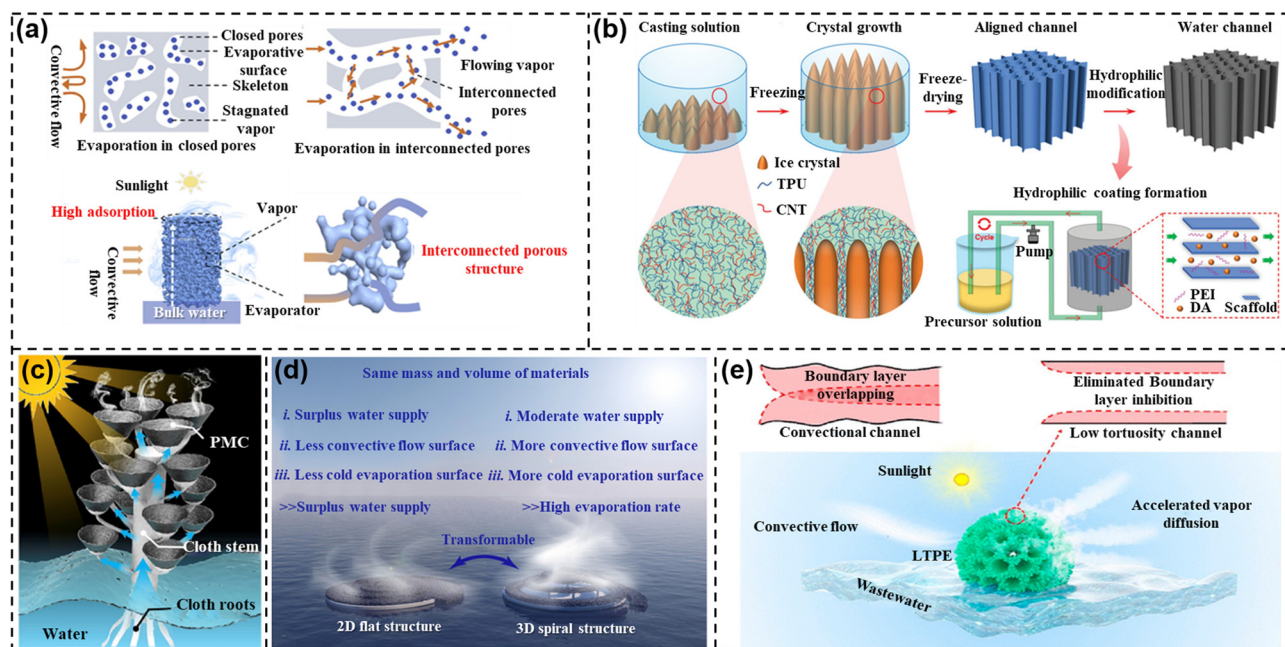 (a)
Closed pores
Evaporative
surface
Skeleton
Stagnated
vapor
Convective flow
Evaporation in closed pores
Flowing vapor
Interconnected
pores
Evaporation in interconnected pores
Sunlight
High adsorption
Vapor
Convective
flow
Bulk water
Evaporator
Interconnected porous
structure
(b)
Casting solution
Crystal growth
Aligned channel
Water channel
Freezing
Freeze-
drying
Hydrophilic
modification
Ice crystal
TPU
CNT
Hydrophilic coating formation
Cycle
Pump
Precursor solution
PEI
DA
Scaffold
(c)
PMC
Cloth stem
Cloth roots
Water
(d)
Same mass and volume of materials
i. Surplus water supply
ii. Less convective flow surface
iii. Less cold evaporation surface
>>Surplus water supply
i. Moderate water supply
ii. More convective flow surface
iii. More cold evaporation surface
>>High evaporation rate
Transformable
2D flat structure
3D spiral structure
(e)
Boundary layer
overlapping
Convectional channel
Eliminated Boundary
layer inhibition
Low tortuosity channel
Sunlight
Convective flow
Accelerated vapor
diffusion
LTPE
Wastewater